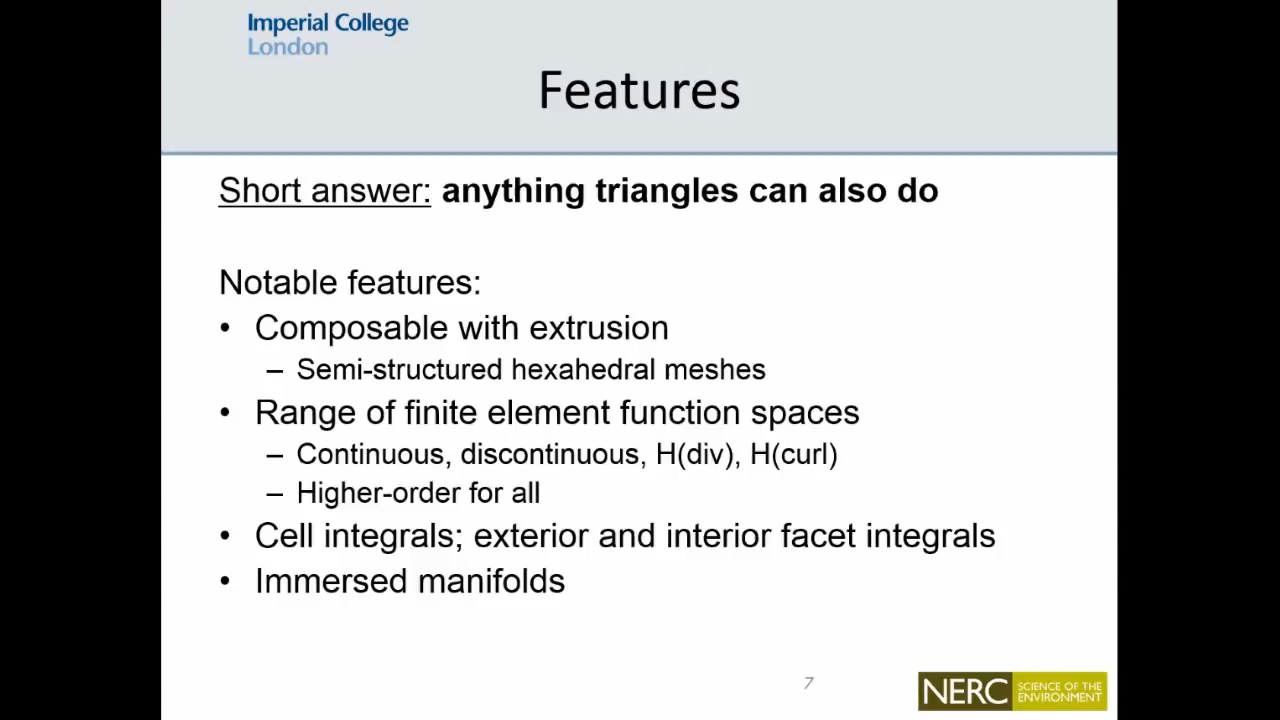 Imperial College
London
Features
Short answer: anything triangles can also do
Notable features:
• Composable with extrusion
– Semi-structured hexahedral meshes
• Range of finite element function spaces
– Continuous, discontinuous, H(div), H(curl)
– Higher-order for all
• Cell integrals; exterior and interior facet integrals
• Immersed manifolds
7
NERC SCIENCE OF THE
ENVIRONMENT